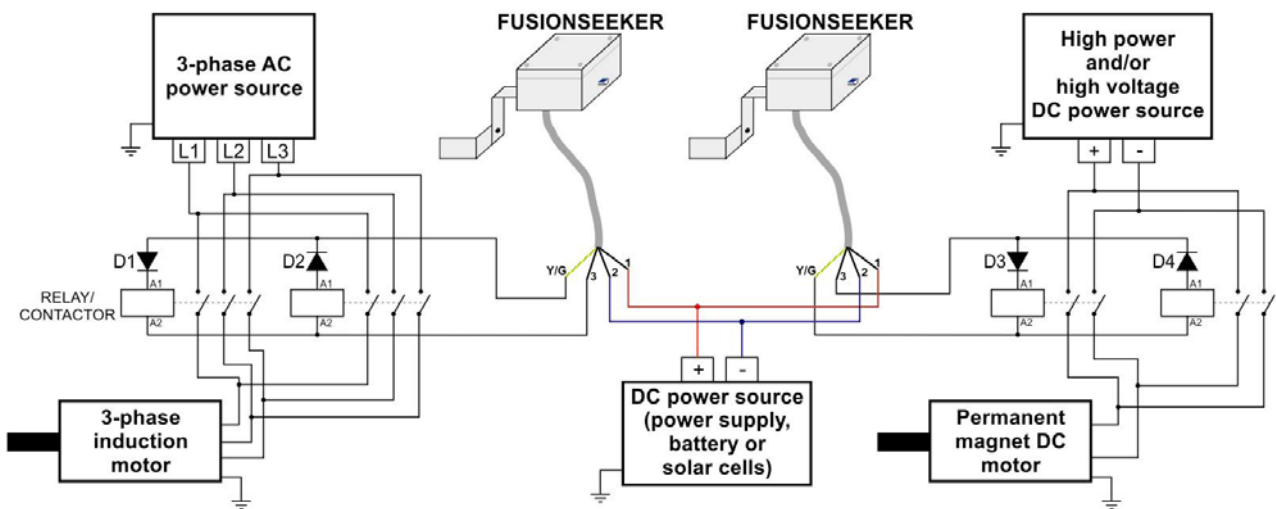 FUSIONSEEKER
FUSIONSEEKER
3-phase AC
power source
L1 L2 L3
High power
and/or
high voltage
DC power source
+ -
D1
A1
A2
D2
A1
A2
RELAY/
CONTACTOR
Y/G 3 2 1
Y/G 3 2 1
D3
A1
A2
D4
A1
A2
+ -
DC power source
(power supply,
battery or
solar cells)
3-phase
induction
motor
Permanent
magnet DC
motor